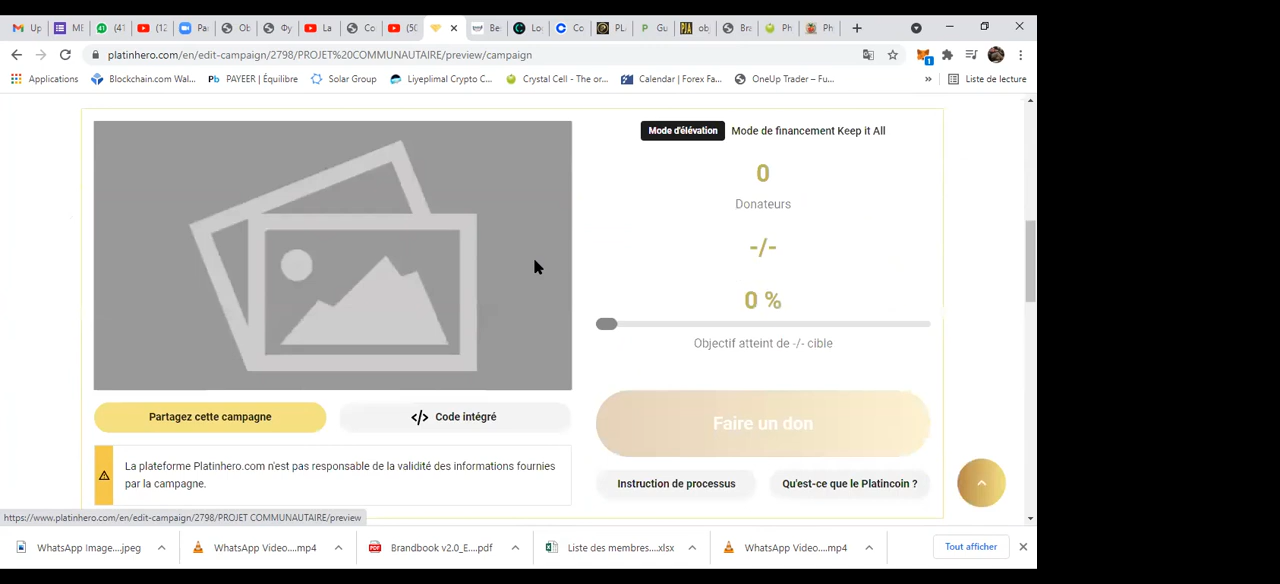 Up ME (41 (12 Pa Ob Фу La Co (50 Be Lo Co PL Gu obj Bra Ph Ph
platinhero.com/en/edit-campaign/2798/PROJET%20COMMUNAUTAIRE/preview/campaign
Applications Blockchain.com Wal... PAYEER | Équilibre Solar Group Liyeplimal Crypto C... Crystal Cell - The or... Calendar | Forex Fa... OneUp Trader – Fu... » Liste de lecture
Mode d'élévation Mode de financement Keep it All
0
Donateurs
-/-
0 %
Objectif atteint de -/- cible
Partagez cette campagne </> Code intégré
Faire un don
La plateforme Platinhero.com n'est pas responsable de la validité des informations fournies
par la campagne.
Instruction de processus Qu'est-ce que le Platincoin ?
https://www.platinhero.com/en/edit-campaign/2798/PROJET COMMUNAUTAIRE/preview
WhatsApp Image....jpeg WhatsApp Video....mp4 Brandbook v2.0_E....pdf Liste des membres....xlsx WhatsApp Video....mp4 Tout afficher